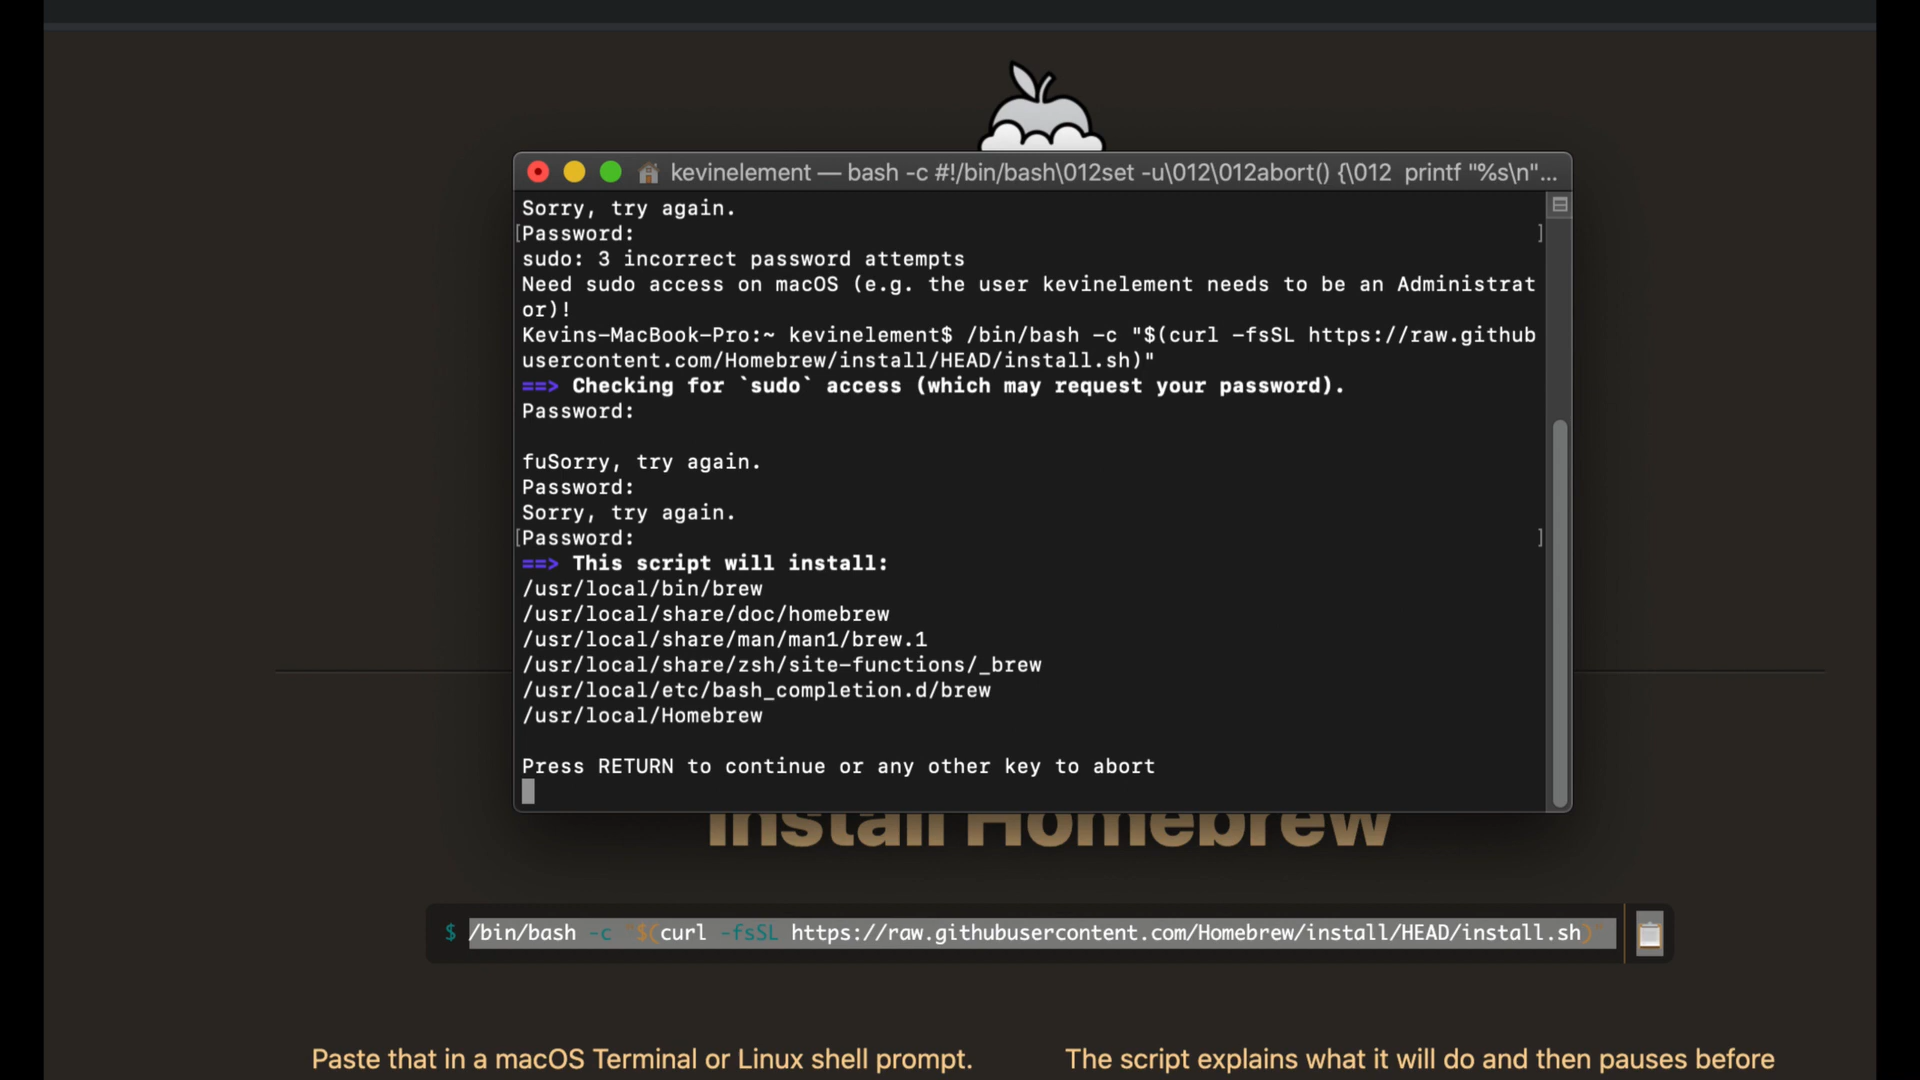 kevinelement — bash -c #!/bin/bash\012set -u\012\012abort() {\012  printf "%s\n"...
Sorry, try again.
[Password: ]
sudo: 3 incorrect password attempts
Need sudo access on macOS (e.g. the user kevinelement needs to be an Administrat
or)!
Kevins-MacBook-Pro:~ kevinelement$ /bin/bash -c "$(curl -fsSL https://raw.github
usercontent.com/Homebrew/install/HEAD/install.sh)"
==> Checking for `sudo` access (which may request your password).
Password:
fuSorry, try again.
Password:
Sorry, try again.
[Password: ]
==> This script will install:
/usr/local/bin/brew
/usr/local/share/doc/homebrew
/usr/local/share/man/man1/brew.1
/usr/local/share/zsh/site-functions/_brew
/usr/local/etc/bash_completion.d/brew
/usr/local/Homebrew
Press RETURN to continue or any other key to abort
Install Homebrew
$ /bin/bash -c "$(curl -fsSL https://raw.githubusercontent.com/Homebrew/install/HEAD/install.sh)"
Paste that in a macOS Terminal or Linux shell prompt.
The script explains what it will do and then pauses before